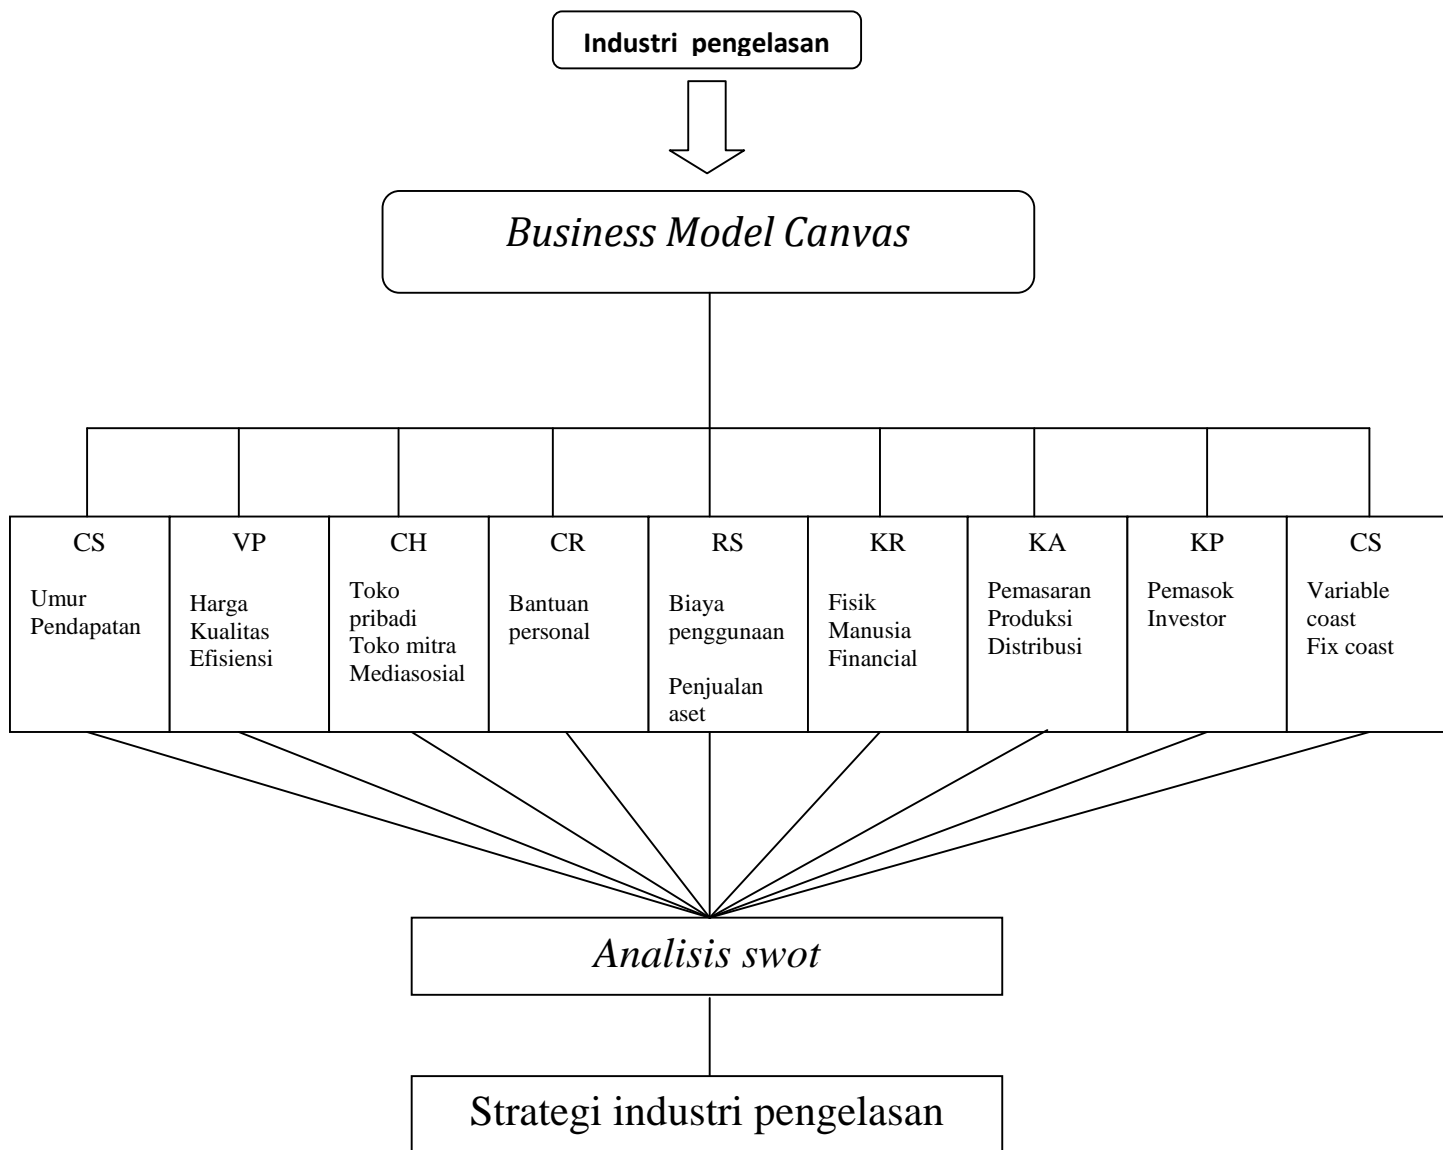 Industri pengelasan
Business Model Canvas
CS
Umur
Pendapatan
VP
Harga
Kualitas
Efisiensi
CH
Toko
pribadi
Toko mitra
Mediasosial
CR
Bantuan
personal
RS
Biaya
penggunaan
Penjualan
aset
KR
Fisik
Manusia
Financial
KA
Pemasaran
Produksi
Distribusi
KP
Pemasok
Investor
CS
Variable
coast
Fix coast
Analisis swot
Strategi industri pengelasan